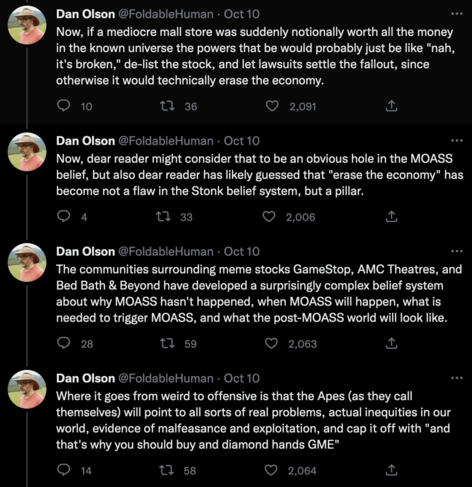 Dan Olson @FoldableHuman · Oct 10
Now, if a mediocre mall store was suddenly notionally worth all the money
in the known universe the powers that be would probably just be like "nah,
it's broken," de-list the stock, and let lawsuits settle the fallout, since
otherwise it would technically erase the economy.
10 36 2,091
Dan Olson @FoldableHuman · Oct 10
Now, dear reader might consider that to be an obvious hole in the MOASS
belief, but also dear reader has likely guessed that "erase the economy" has
become not a flaw in the Stonk belief system, but a pillar.
4 33 2,006
Dan Olson @FoldableHuman · Oct 10
The communities surrounding meme stocks GameStop, AMC Theatres, and
Bed Bath & Beyond have developed a surprisingly complex belief system
about why MOASS hasn't happened, when MOASS will happen, what is
needed to trigger MOASS, and what the post-MOASS world will look like.
28 59 2,063
Dan Olson @FoldableHuman · Oct 10
Where it goes from weird to offensive is that the Apes (as they call
themselves) will point to all sorts of real problems, actual inequities in our
world, evidence of malfeasance and exploitation, and cap it off with "and
that's why you should buy and diamond hands GME"
14 58 2,064